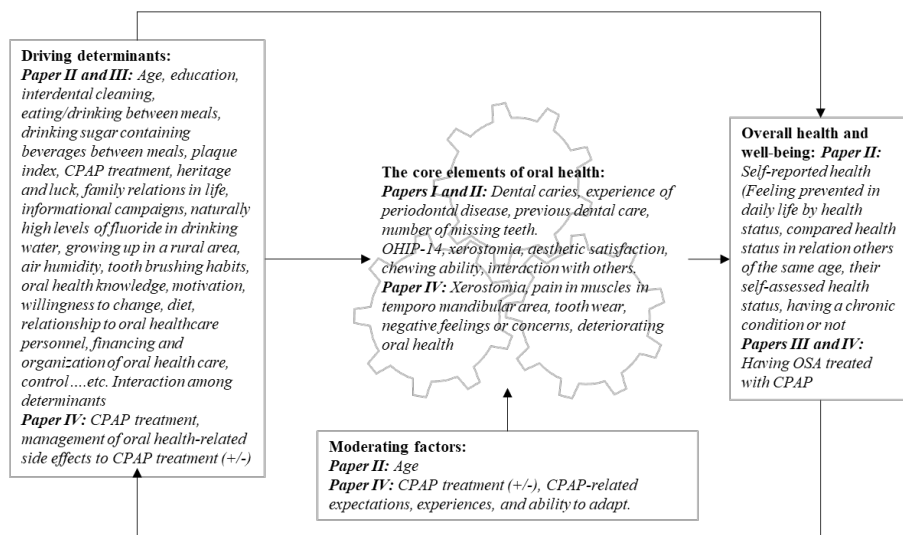 Driving determinants:
Paper II and III: Age, education,
interdental cleaning,
eating/drinking between meals,
drinking sugar containing
beverages between meals, plaque
index, CPAP treatment, heritage
and luck, family relations in life,
informational campaigns, naturally
high levels of fluoride in drinking
water, growing up in a rural area,
air humidity, tooth brushing habits,
oral health knowledge, motivation,
willingness to change, diet,
relationship to oral healthcare
personnel, financing and
organization of oral health care,
control ....etc. Interaction among
determinants
Paper IV: CPAP treatment,
management of oral health-related
side effects to CPAP treatment (+/-)
The core elements of oral health:
Papers I and II: Dental caries, experience of
periodontal disease, previous dental care,
number of missing teeth.
OHIP-14, xerostomia, aesthetic satisfaction,
chewing ability, interaction with others.
Paper IV: Xerostomia, pain in muscles in
temporo mandibular area, tooth wear,
negative feelings or concerns, deteriorating
oral health
Moderating factors:
Paper II: Age
Paper IV: CPAP treatment (+/-), CPAP-related
expectations, experiences, and ability to adapt.
Overall health and
well-being: Paper II:
Self-reported health
(Feeling prevented in
daily life by health
status, compared health
status in relation others
of the same age, their
self-assessed health
status, having a chronic
condition or not
Papers III and IV:
Having OSA treated
with CPAP